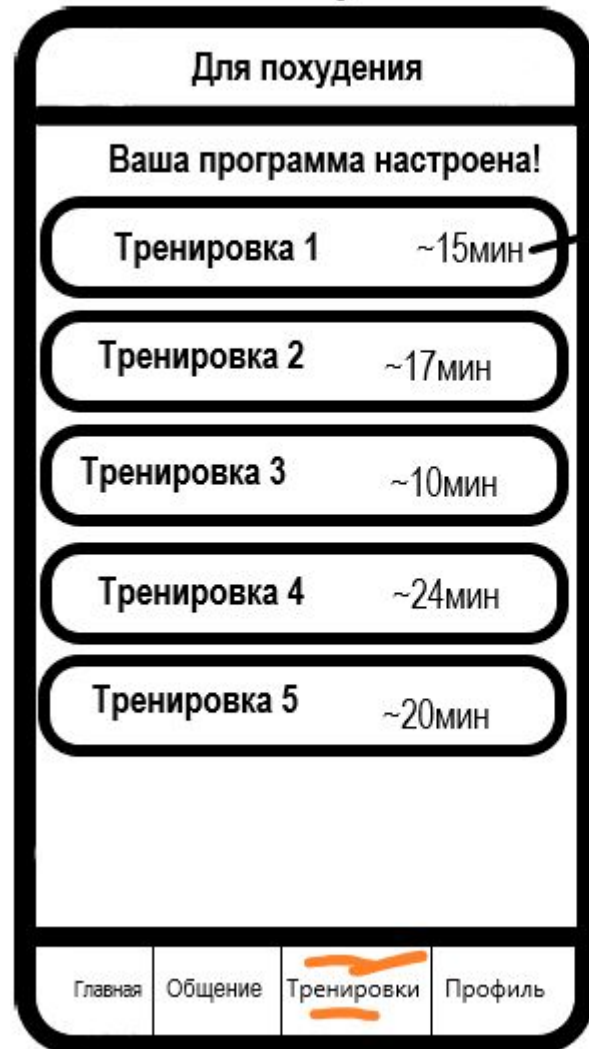 Для похудения
Ваша программа настроена!
Тренировка 1 ~15мин
Тренировка 2 ~17мин
Тренировка 3 ~10мин
Тренировка 4 ~24мин
Тренировка 5 ~20мин
Главная Общение Тренировки Профиль